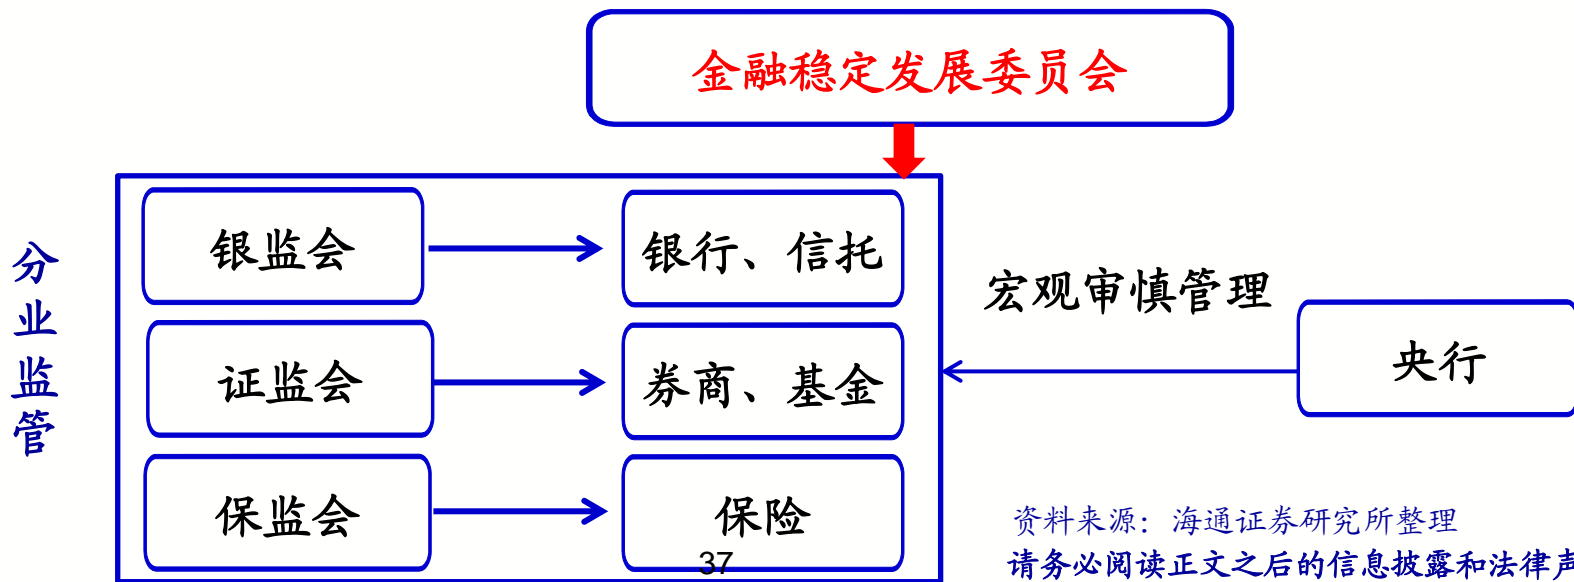 金融稳定发展委员会
分业监管
银监会
银行、信托
证监会
券商、基金
保监会
保险
宏观审慎管理
央行
资料来源：海通证券研究所整理
37
请务必阅读正文之后的信息披露和法律声